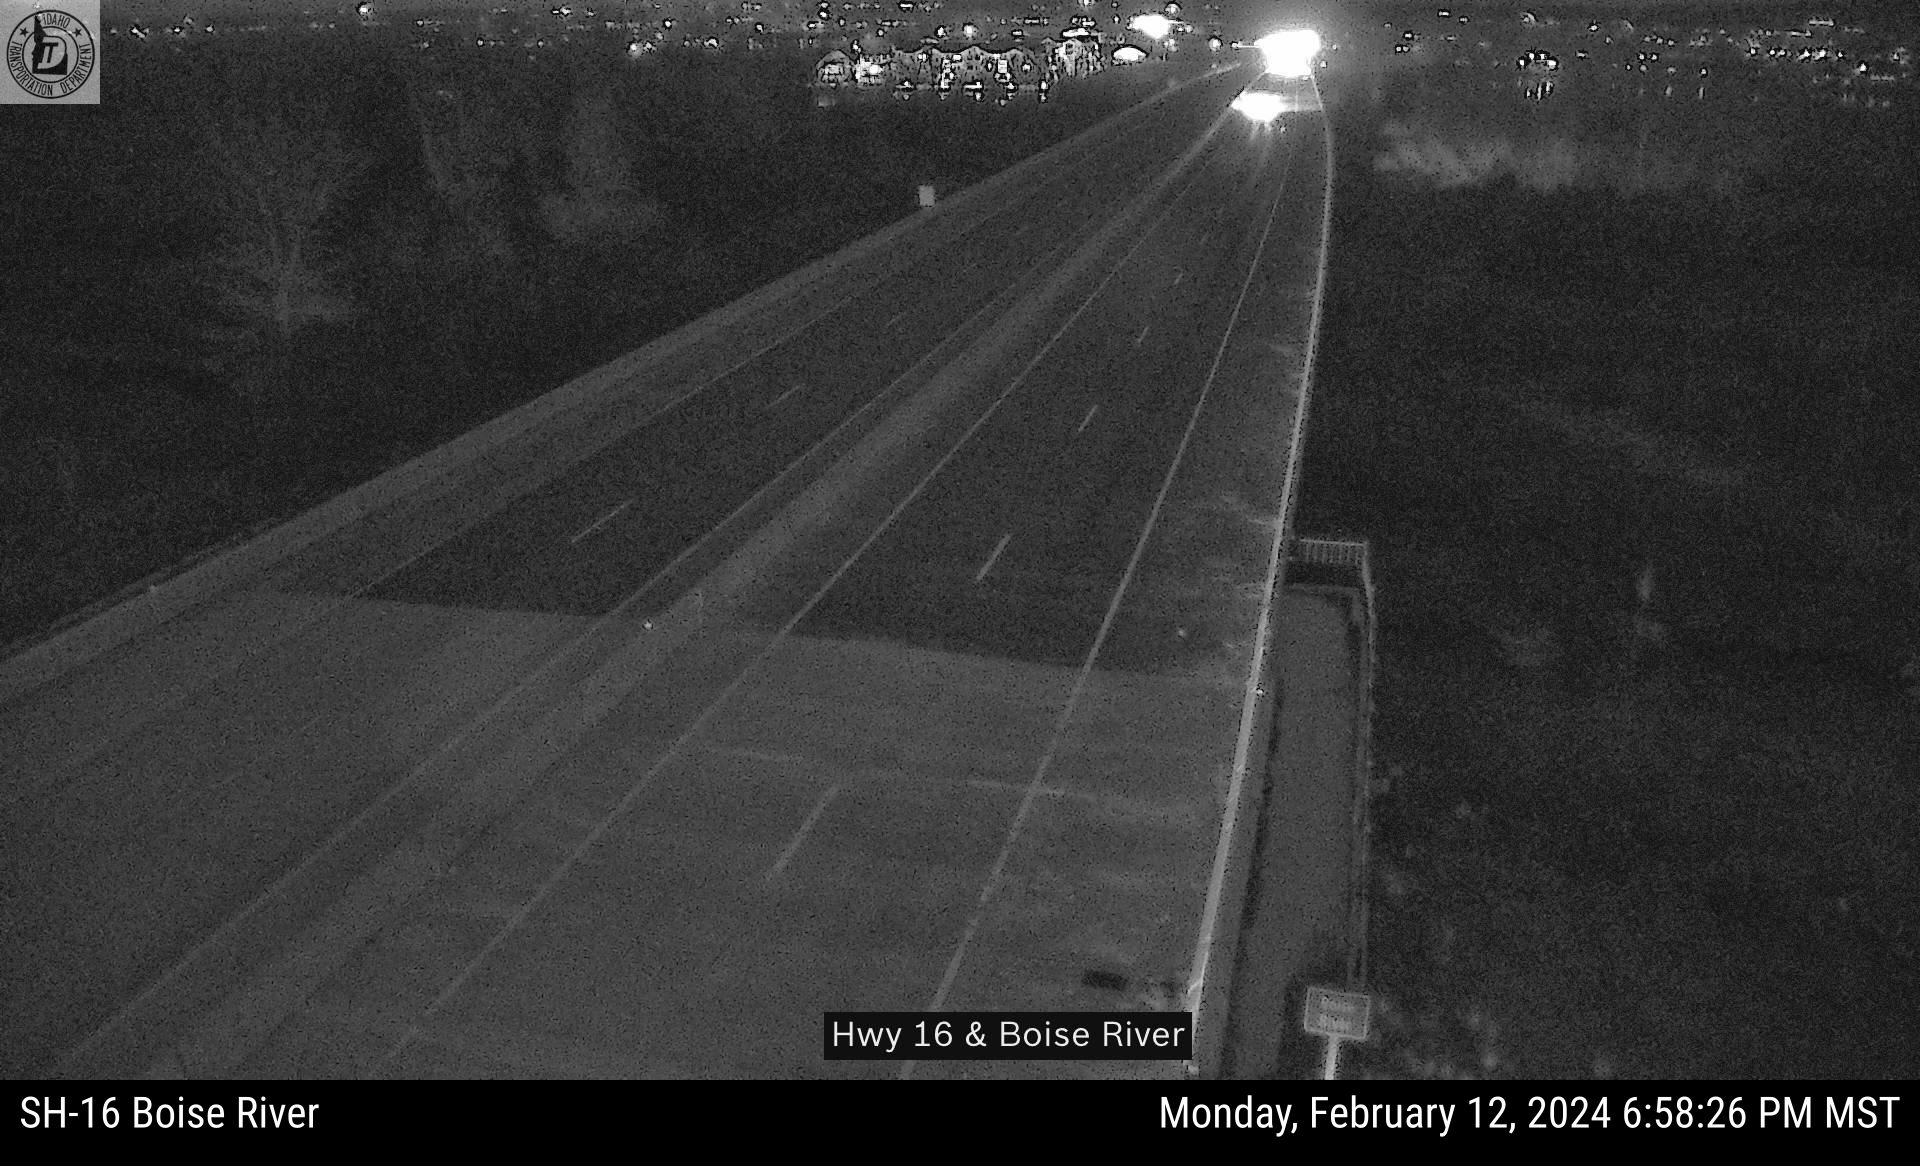 IDAHO
TRANSPORTATION DEPARTMENT
Hwy 16 & Boise River
SH-16 Boise River
Monday, February 12, 2024 6:58:26 PM MST